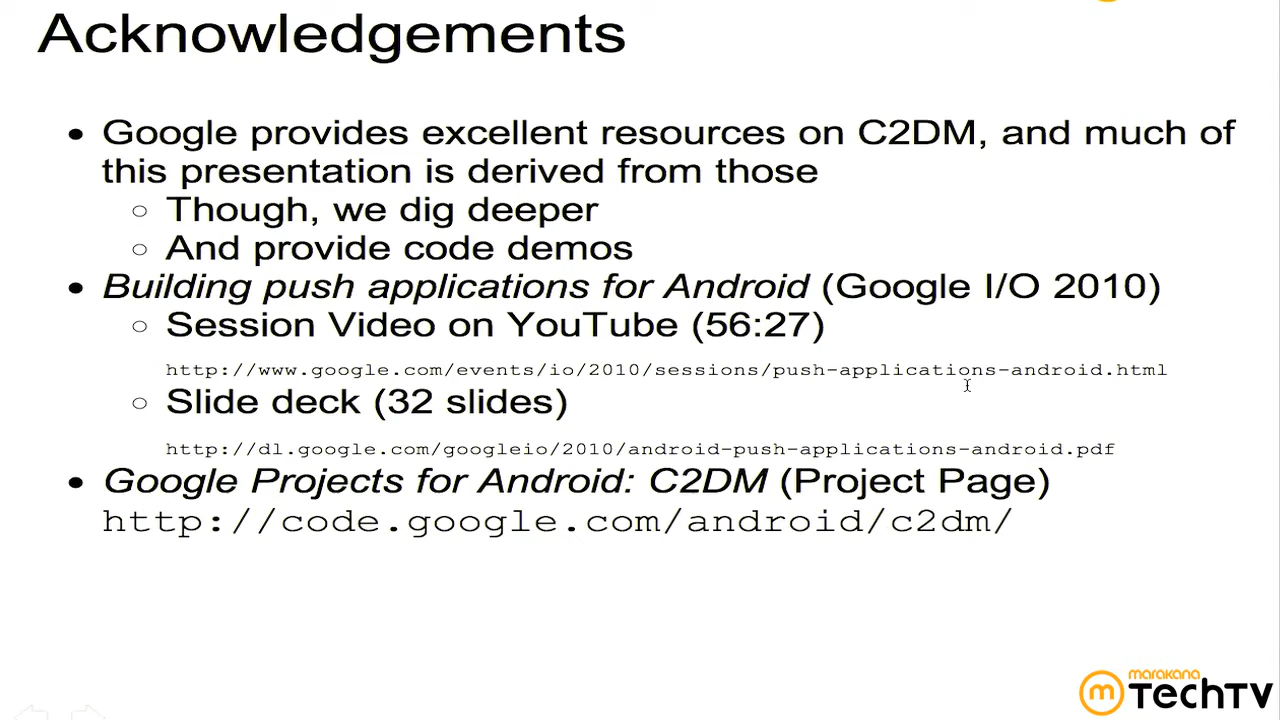 Acknowledgements
• Google provides excellent resources on C2DM, and much of
this presentation is derived from those
○ Though, we dig deeper
○ And provide code demos
• Building push applications for Android (Google I/O 2010)
○ Session Video on YouTube (56:27)
http://www.google.com/events/io/2010/sessions/push-applications-android.html
○ Slide deck (32 slides)
http://dl.google.com/googleio/2010/android-push-applications-android.pdf
• Google Projects for Android: C2DM (Project Page)
http://code.google.com/android/c2dm/
marakana
m TechTV